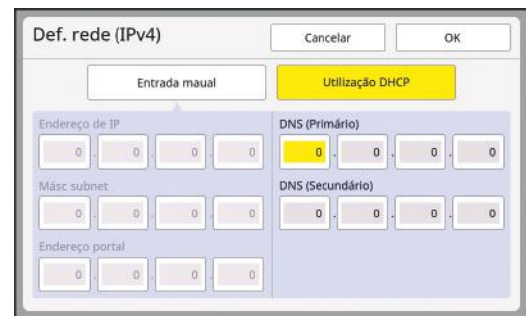 Def. rede (IPv4)
Cancelar
OK
Entrada maual
Utilização DHCP
Endereço de IP
0 . 0 . 0 . 0
Másc subnet
0 . 0 . 0 . 0
Endereço portal
0 . 0 . 0 . 0
DNS (Primário)
0 . 0 . 0 . 0
DNS (Secundário)
0 . 0 . 0 . 0